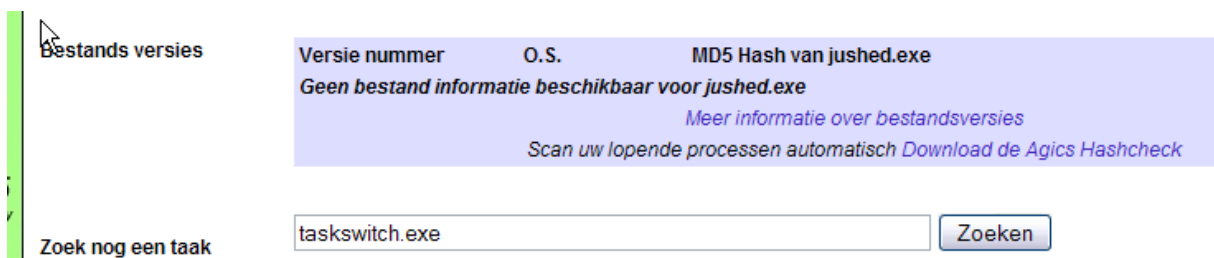 Bestands versies
Versie nummer O.S. MD5 Hash van jushed.exe
Geen bestand informatie beschikbaar voor jushed.exe
Meer informatie over bestandsversies
Scan uw lopende processen automatisch Download de Agics Hashcheck
Zoek nog een taak taskswitch.exe Zoeken